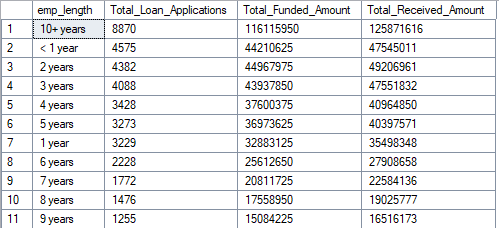 emp_length Total_Loan_Applications Total_Funded_Amount Total_Received_Amount
1 10+ years 8870 116115950 125871616
2 < 1 year 4575 44210625 47545011
3 2 years 4382 44967975 49206961
4 3 years 4088 43937850 47551832
5 4 years 3428 37600375 40964850
6 5 years 3273 36973625 40397571
7 1 year 3229 32883125 35498348
8 6 years 2228 25612650 27908658
9 7 years 1772 20811725 22584136
10 8 years 1476 17558950 19025777
11 9 years 1255 15084225 16516173